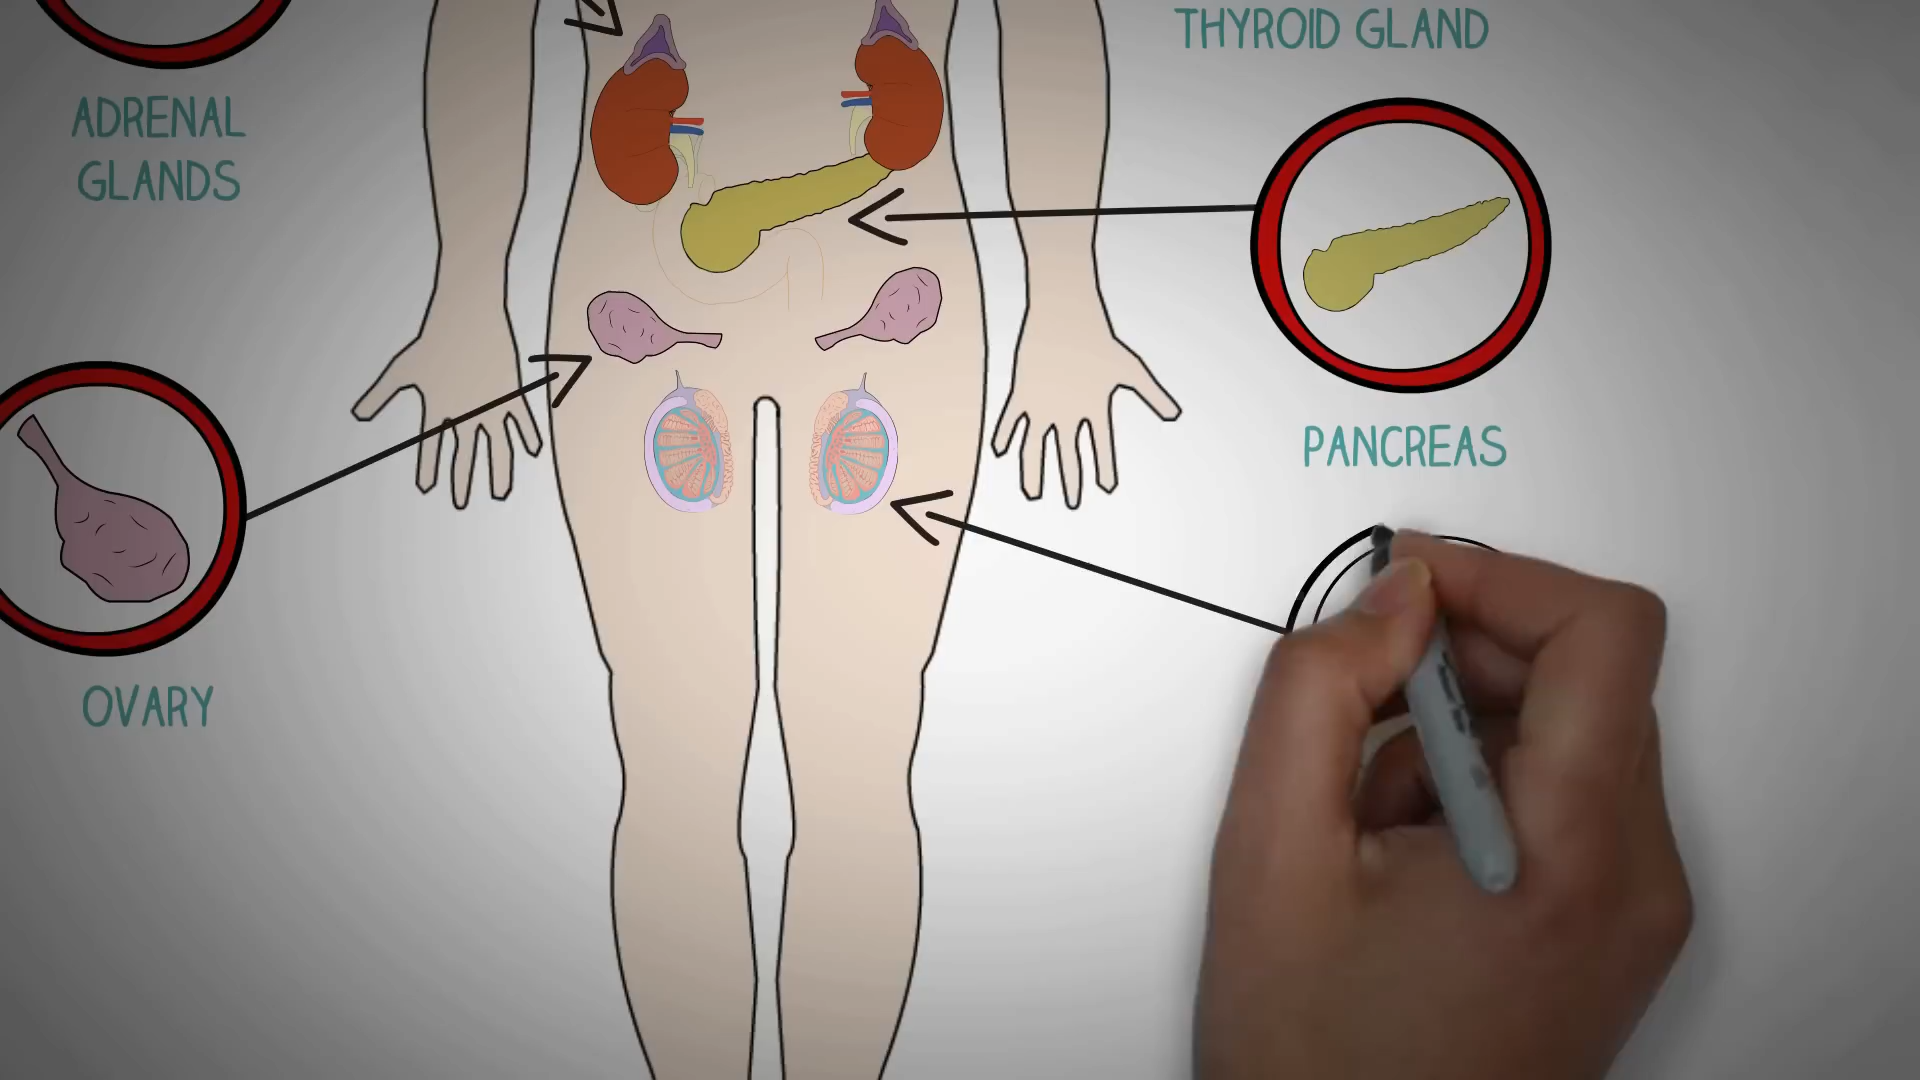 THYROID GLAND
ADRENAL
GLANDS
PANCREAS
OVARY